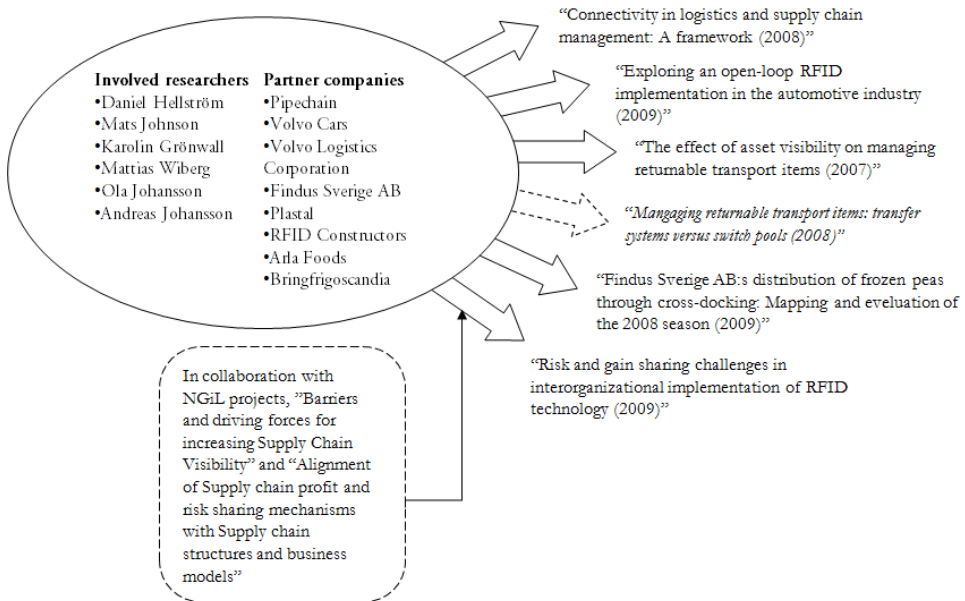 Involved researchers
•Daniel Hellström
•Mats Johnson
•Karolin Grönwall
•Mattias Wiberg
•Ola Johansson
•Andreas Johansson
Partner companies
•Pipechain
•Volvo Cars
•Volvo Logistics
Corporation
•Findus Sverige AB
•Plastal
•RFID Constructors
•Arla Foods
•Bringfrigoscandia
“Connectivity in logistics and supply chain
management: A framework (2008)”
“Exploring an open-loop RFID
implementation in the automotive industry
(2009)”
“The effect of asset visibility on managing
returnable transport items (2007)”
“Mangaging returnable transport items: transfer
systems versus switch pools (2008)”
“Findus Sverige AB:s distribution of frozen peas
through cross-docking: Mapping and eveluation of
the 2008 season (2009)”
“Risk and gain sharing challenges in
interorganizational implementation of RFID
technology (2009)”
In collaboration with
NGiL projects, ”Barriers
and driving forces for
increasing Supply Chain
Visibility” and “Alignment
of Supply chain profit and
risk sharing mechanisms
with Supply chain
structures and business
models”